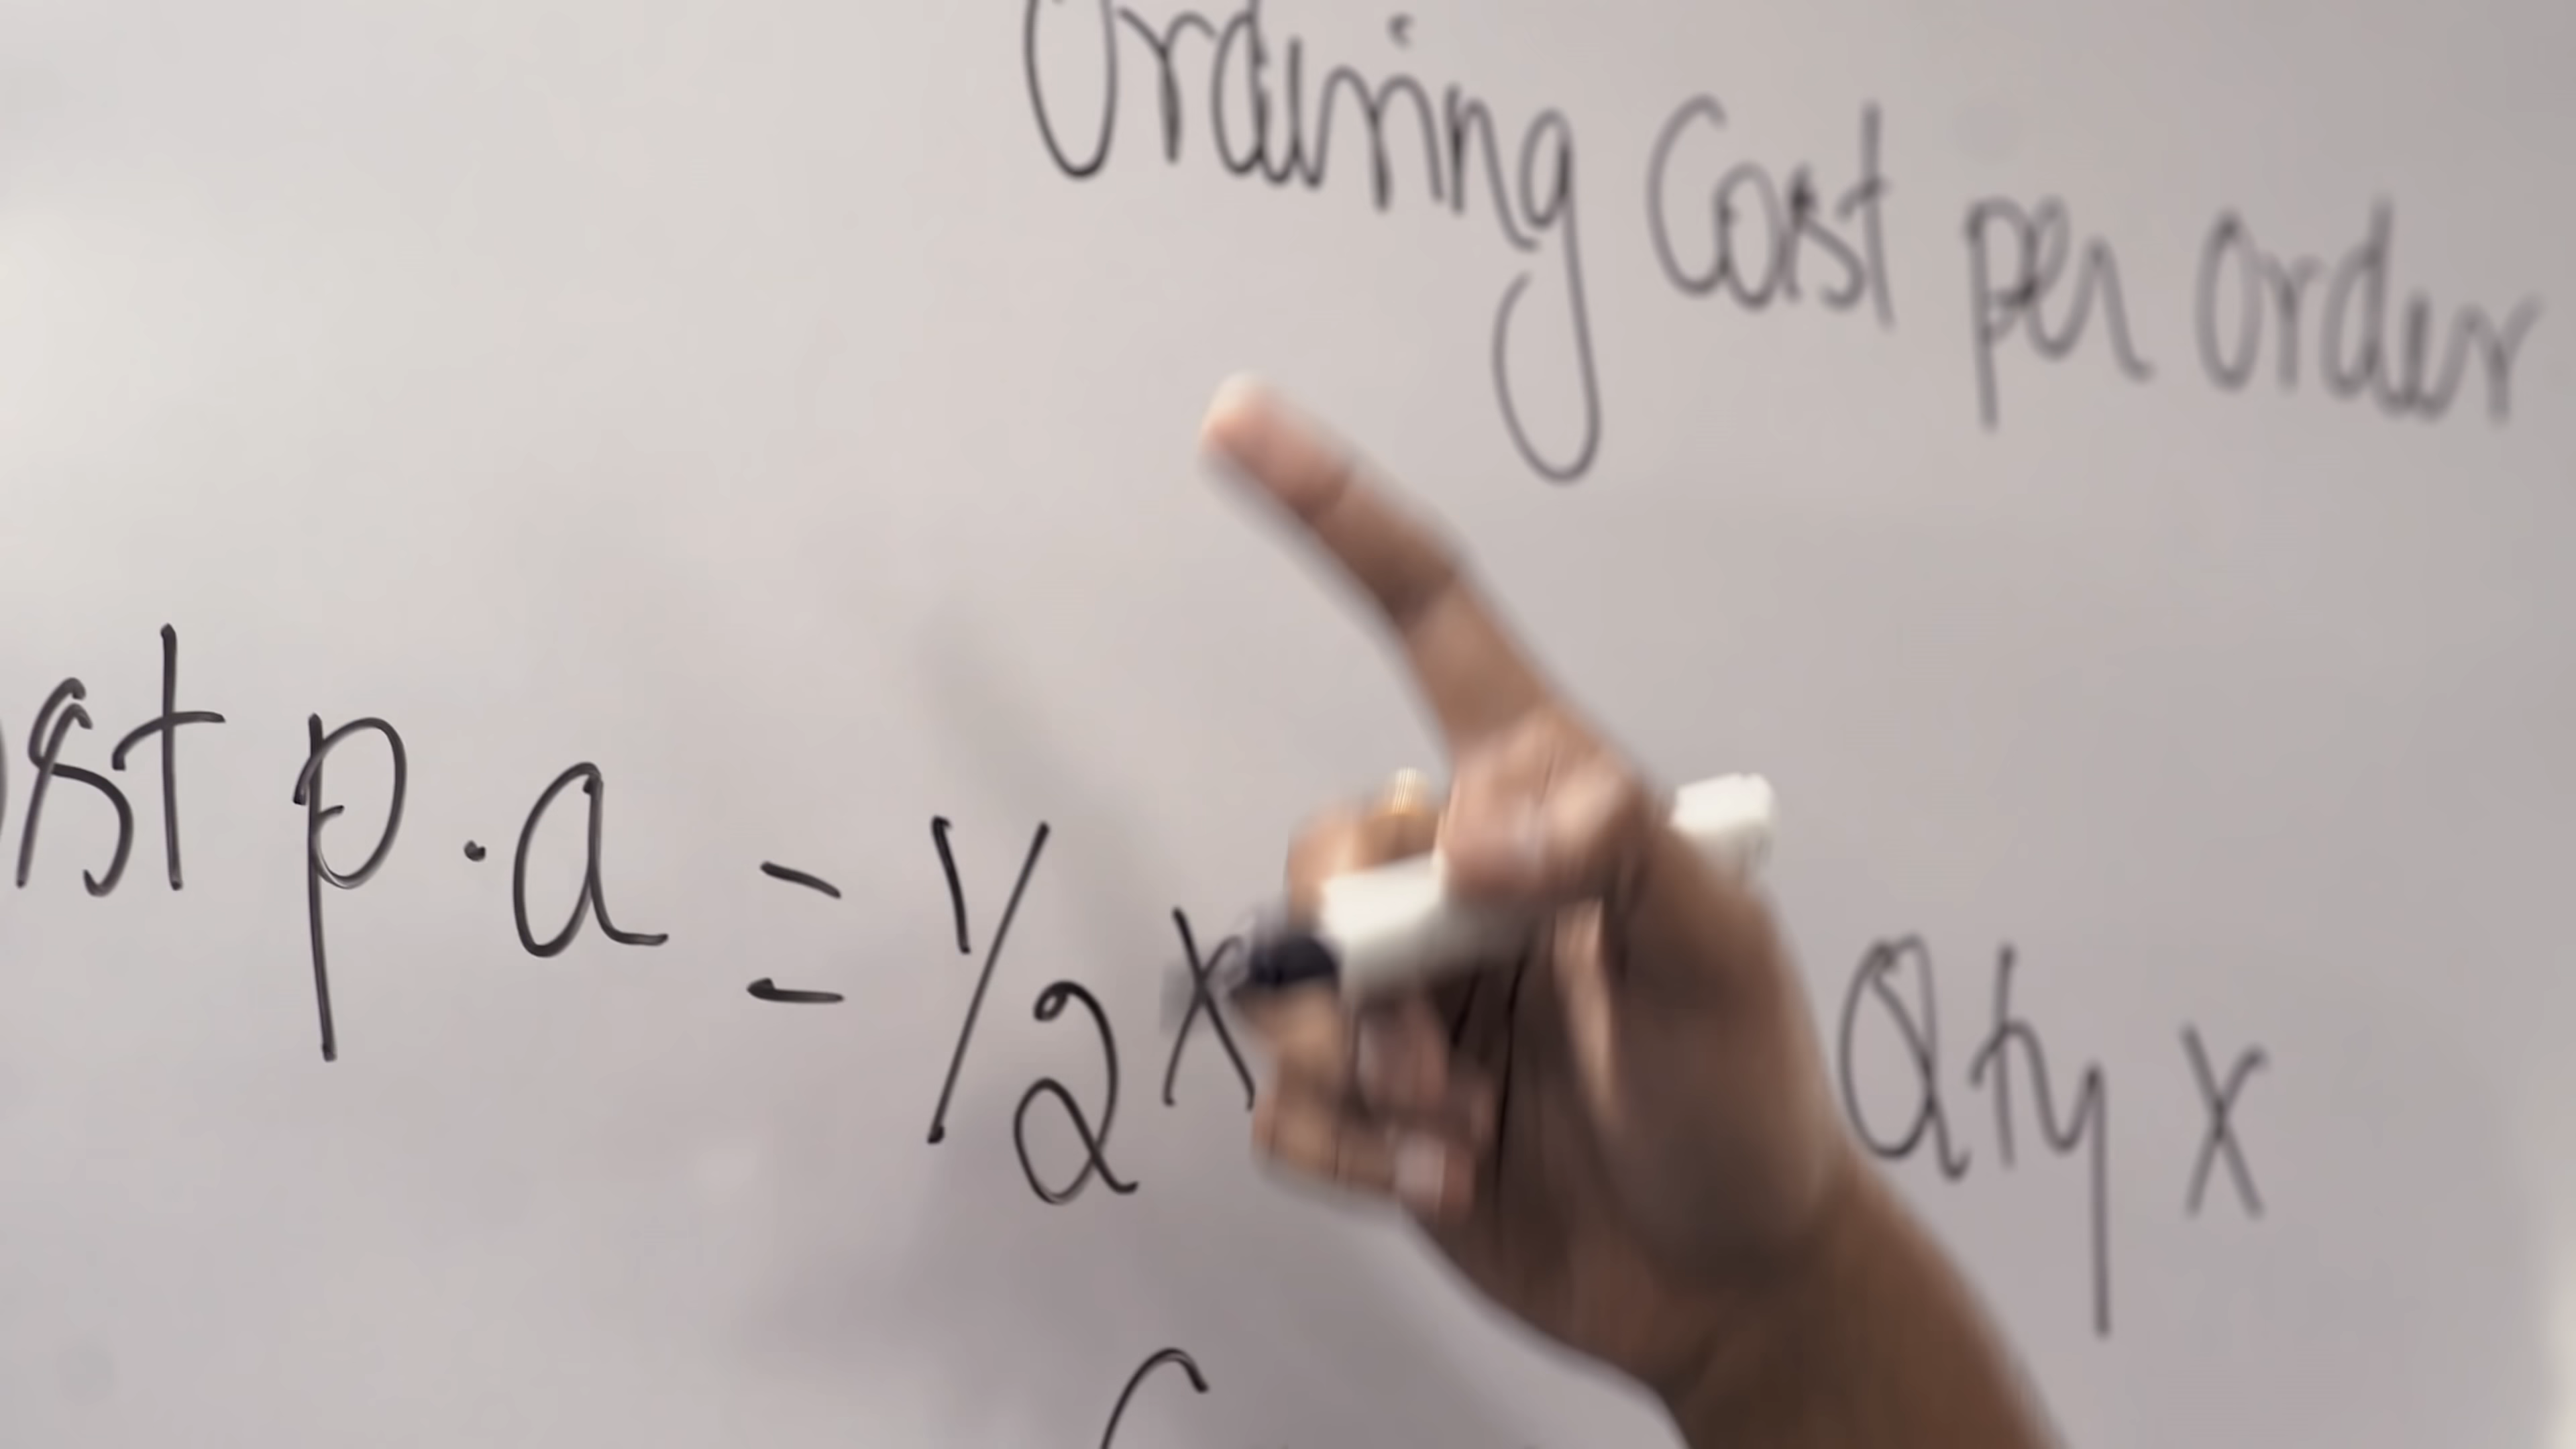 Ordering Cost per order
st p.a = 1/2 x Qty x
C